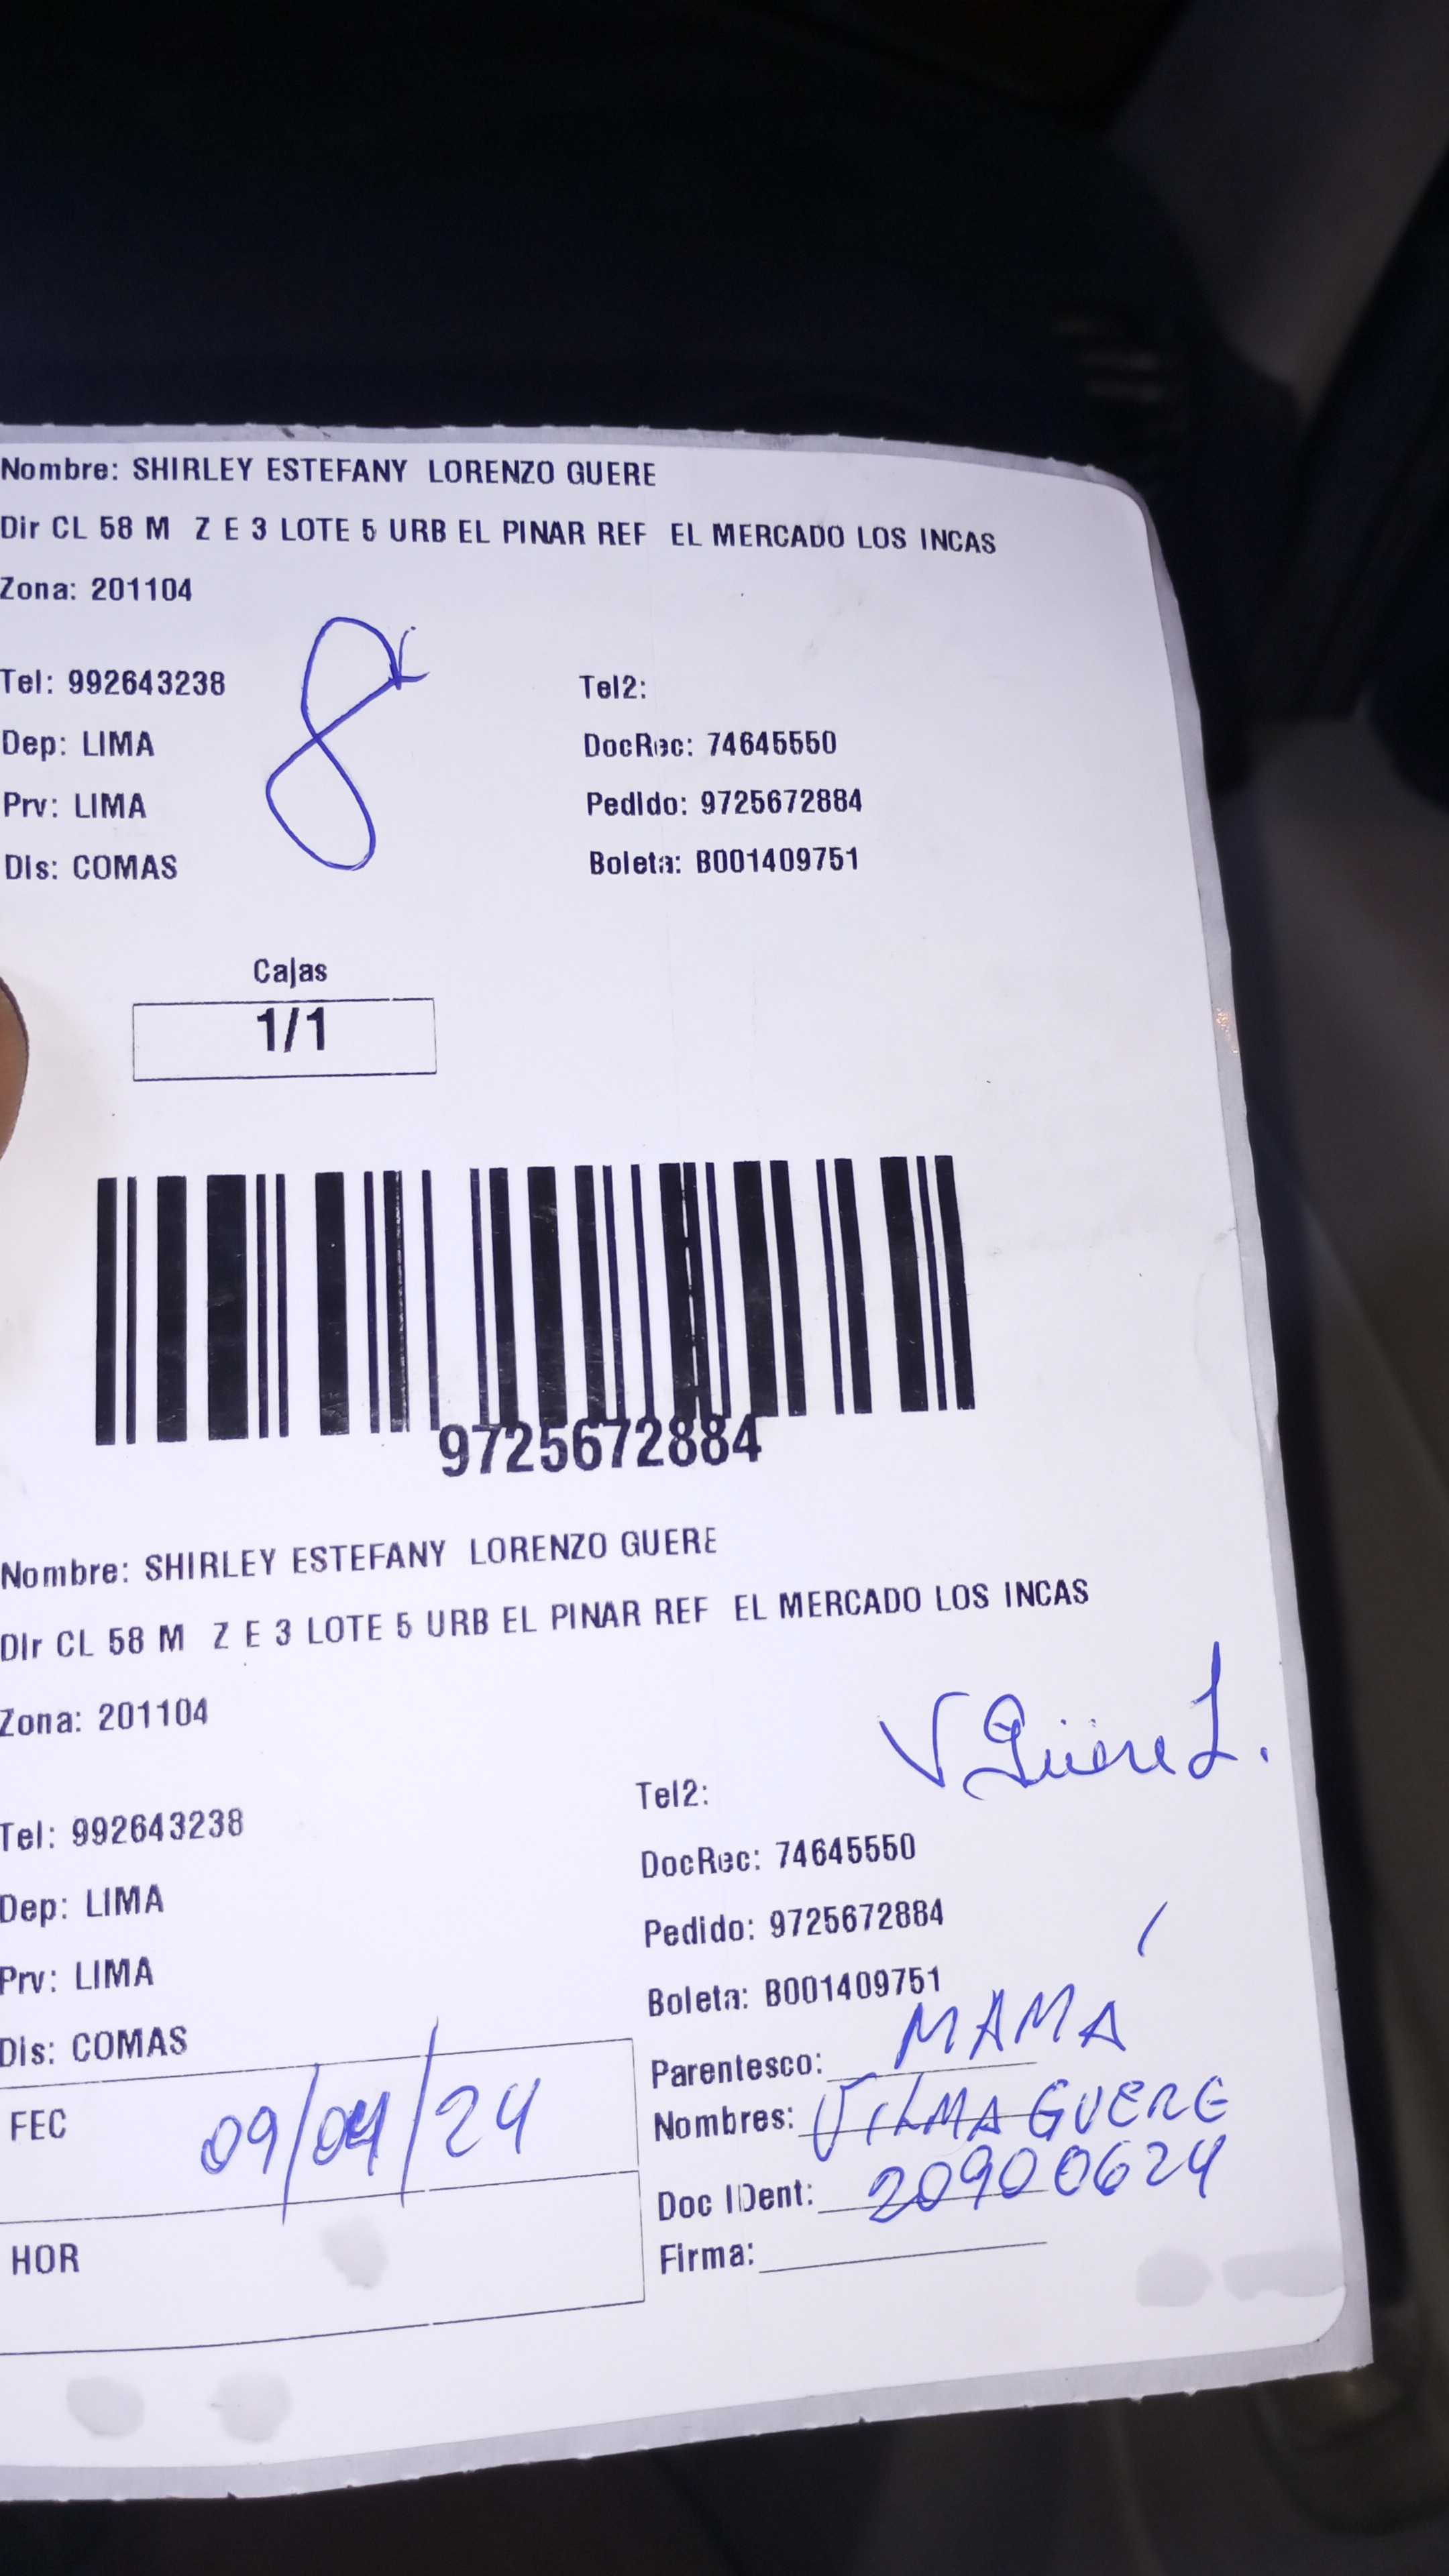 Nombre: SHIRLEY ESTEFANY LORENZO GUERE
Dir CL 58 M Z E 3 LOTE 5 URB EL PINAR REF EL MERCADO LOS INCAS
Zona: 201104
8
Tel: 992643238 Tel2:
Dep: LIMA DocRec: 74645550
Prv: LIMA Pedido: 9725672884
Dis: COMAS Boleta: B001409751
Cajas
1/1
9725672884
Nombre: SHIRLEY ESTEFANY LORENZO GUERE
Dir CL 58 M Z E 3 LOTE 5 URB EL PINAR REF EL MERCADO LOS INCAS
Zona: 201104
V Güere L.
Tel: 992643238 Tel2:
Dep: LIMA DocRec: 74645550
Prv: LIMA Pedido: 9725672884
Dis: COMAS Boleta: B001409751
Parentesco: MAMÁ
FEC 09/04/24 Nombres: VILMA GUERE
Doc IDent: 20900624
HOR Firma: